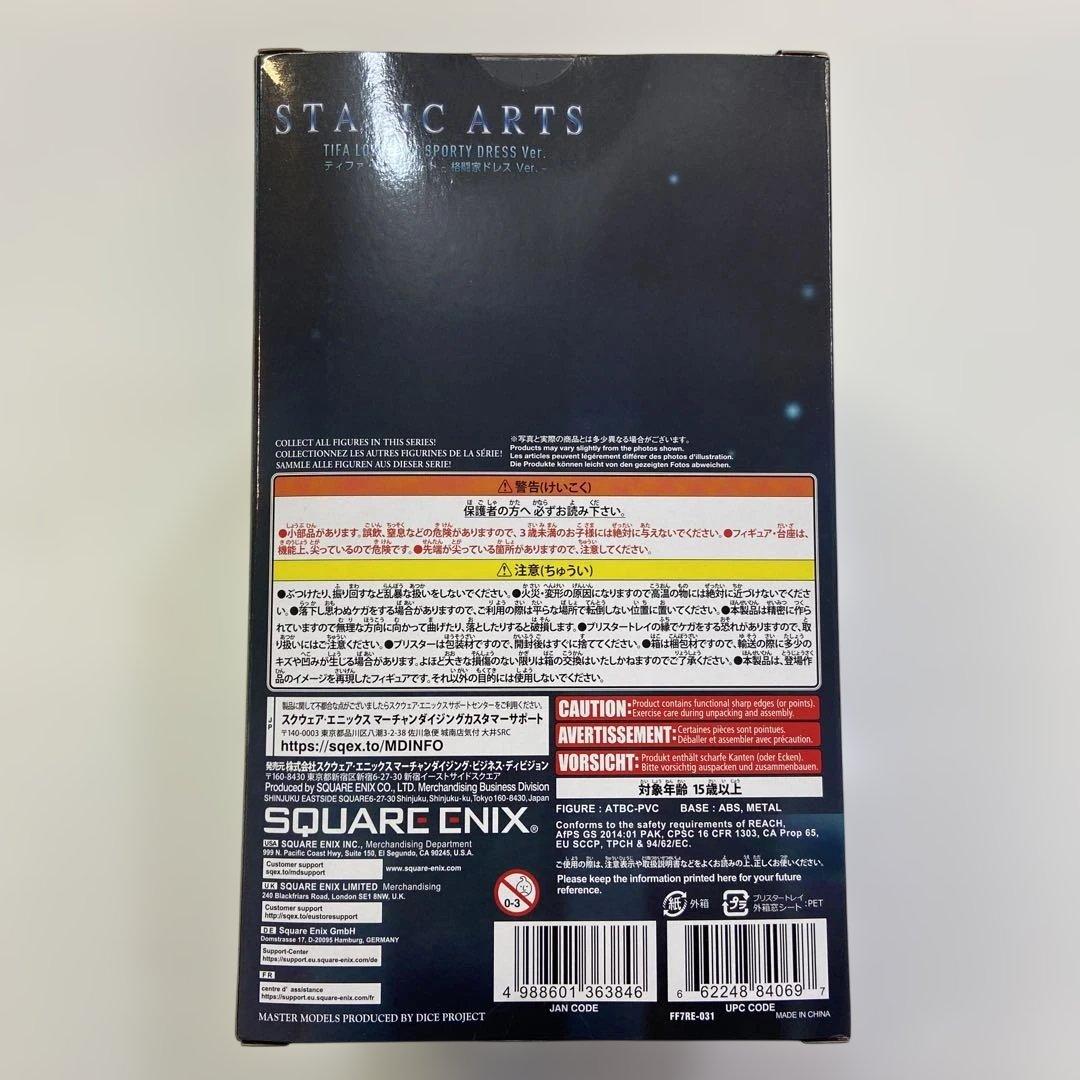 STATIC ARTS
TIFA LOCKHART SPORTY DRESS Ver.
ティファ・ロックハート - 格闘家ドレス Ver. -
COLLECT ALL FIGURES IN THIS SERIES!
COLLECTIONNEZ LES AUTRES FIGURINES DE LA SÉRIE!
SAMMLE ALLE FIGUREN AUS DIESER SERIE!
※写真と実際の商品とは多少異なる場合がございます。
Products may vary slightly from the photos shown.
Les articles peuvent légèrement différer des photos d'illustration.
Die Produkte können leicht von den gezeigten Fotos abweichen.
⚠警告(けいこく)
保護者の方へ 必ずお読み下さい。
●小部品があります。誤飲、窒息などの危険がありますので、3歳未満のお子様には絶対に与えないでください。●フィギュア・台座は、
機能上、尖っているので危険です。●先端が尖っている箇所がありますので、注意してください。
⚠注意(ちゅうい)
●ぶつけたり、振り回すなど乱暴な扱いをしないでください。●火災・変形の原因になりますので高温の物には絶対に近づけないでくださ
い。●落下し思わぬケガをする場合がありますので、ご利用の際は平らな場所で転倒しない位置に置いてください。●本製品は精密に作ら
れていますので無理な方向に向かって曲げたり、落としたりすると破損します。●ブリスタートレイの縁でケガをする恐れがありますので、取
り扱いにはご注意ください。●ブリスターは包装材ですので、開封後はすぐに捨ててください。●箱は梱包材ですので、輸送の際に多少の
キズや凹みが生じる場合があります。よほど大きな損傷のない限りは箱の交換はいたしかねますのでご了承ください。●本製品は、登場作
品のイメージを再現したフィギュアです。それ以外の目的には使用しないでください。
JP
製品に関して不都合な点がございましたらスクウェア・エニックスサポートセンターをご利用ください。
スクウェア・エニックス マーチャンダイジングカスタマーサポート
〒140-0003 東京都品川区八潮3-2-38 佐川急便 城南店気付 大井SRC
https://sqex.to/MDINFO
CAUTION: Product contains functional sharp edges (or points).
Exercise care during unpacking and assembly.
AVERTISSEMENT: Certaines pièces sont pointues.
Déballer et assembler avec précaution.
VORSICHT: Produkt enthält scharfe Kanten (oder Ecken).
Bitte vorsichtig auspacken und zusammenbauen.
発売元 株式会社スクウェア・エニックス マーチャンダイジング・ビジネス・ディビジョン
〒160-8430 東京都新宿区新宿6-27-30 新宿イーストサイドスクエア
Produced by SQUARE ENIX CO., LTD. Merchandising Business Division
SHINJUKU EASTSIDE SQUARE6-27-30 Shinjuku, Shinjuku-ku, Tokyo 160-8430, Japan
対象年齢 15歳以上
FIGURE : ATBC-PVC BASE : ABS, METAL
Conforms to the safety requirements of REACH,
AfPS GS 2014:01 PAK, CPSC 16 CFR 1303, CA Prop 65,
EU SCCP, TPCH & 94/62/EC.
SQUARE ENIX®
USA SQUARE ENIX INC., Merchandising Department
999 N. Pacific Coast Hwy, Suite 150, El Segundo, CA 90245, U.S.A.
Customer support
sqex.to/mdsupport
www.square-enix.com
UK SQUARE ENIX LIMITED Merchandising
240 Blackfriars Road, London SE1 8NW, U.K.
Customer support
http://sqex.to/eustoresupport
DE Square Enix GmbH
Domstrasse 17, D-20095 Hamburg, GERMANY
Support-Center
https://support.eu.square-enix.com/de
FR
centre d' assistance
https://support.eu.square-enix.com/fr
ご使用の際は、注意表示や取扱説明書などをよくお読みの上、正しくお使いください。
Please keep the information printed here for your future
reference.
0-3
紙 外箱
プラ ブリスタートレイ、
外箱窓シート :PET
4 988601 363846
JAN CODE
6 62248 84069 7
UPC CODE
FF7RE-031
MADE IN CHINA
MASTER MODELS PRODUCED BY DICE PROJECT